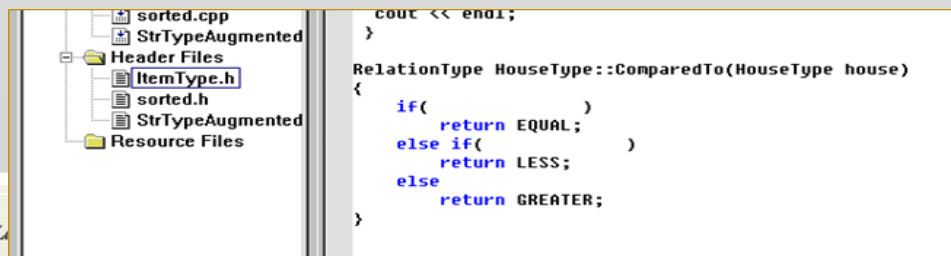 sorted.cpp
StrTypeAugmented
Header Files
ItemType.h
sorted.h
StrTypeAugmented
Resource Files
cout << endl;
}
RelationType HouseType::ComparedTo(HouseType house)
{
if( )
return EQUAL;
else if( )
return LESS;
else
return GREATER;
}